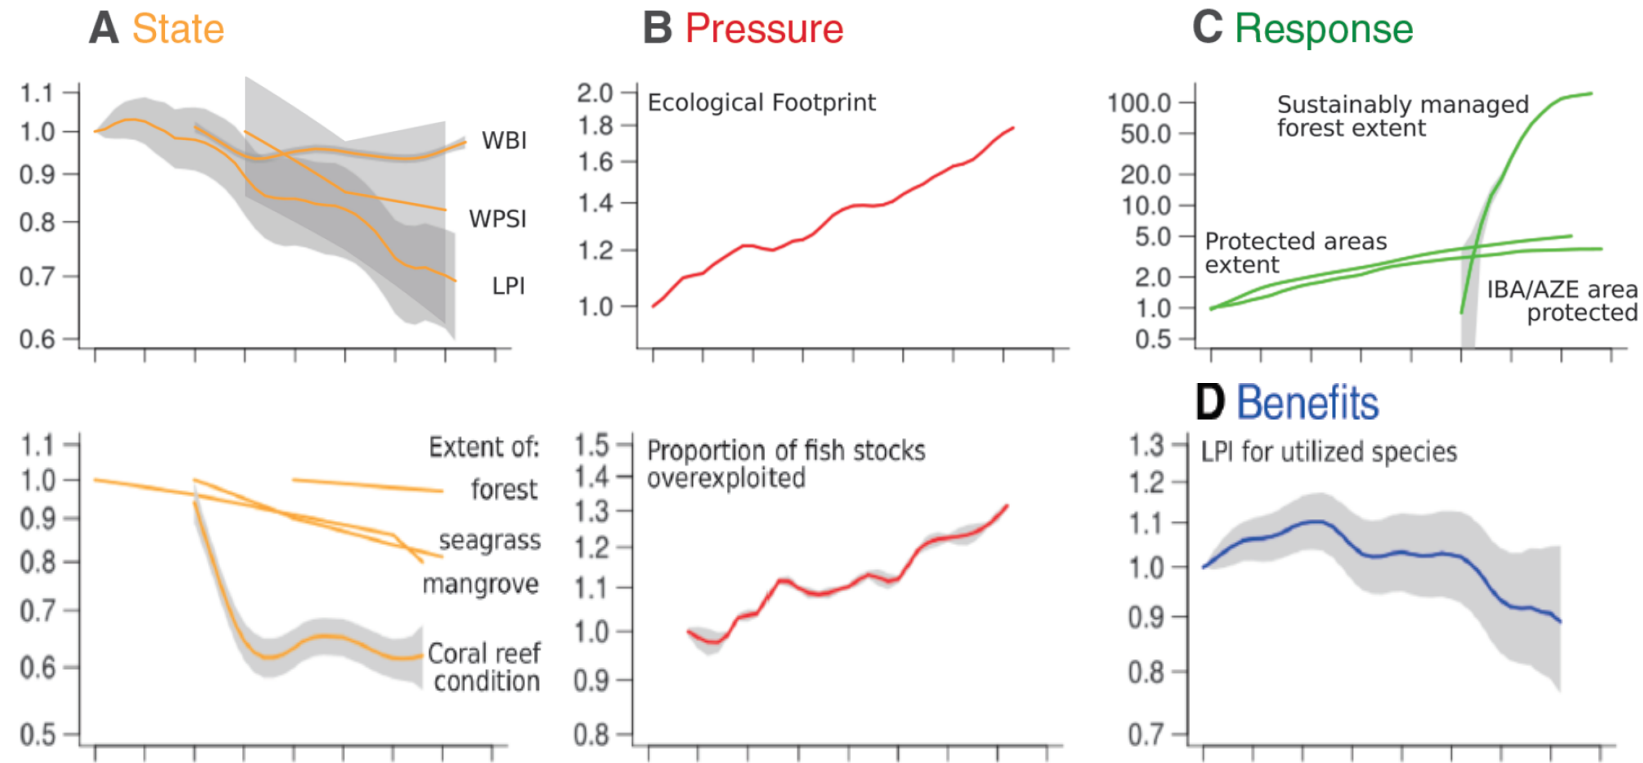 A State
1.1
1.0
0.9
0.8
0.7
0.6
WBI
WPSI
LPI
B Pressure
2.0
1.8
1.6
1.4
1.2
1.0
Ecological Footprint
C Response
100.0
50.0
20.0
10.0
5.0
2.0
1.0
0.5
Sustainably managed
forest extent
Protected areas
extent
IBA/AZE area
protected
1.1
1.0
0.9
0.8
0.7
0.6
0.5
Extent of:
forest
seagrass
mangrove
Coral reef
condition
1.5
1.4
1.3
1.2
1.1
1.0
0.9
0.8
Proportion of fish stocks
overexploited
D Benefits
1.3
1.2
1.1
1.0
0.9
0.8
0.7
LPI for utilized species